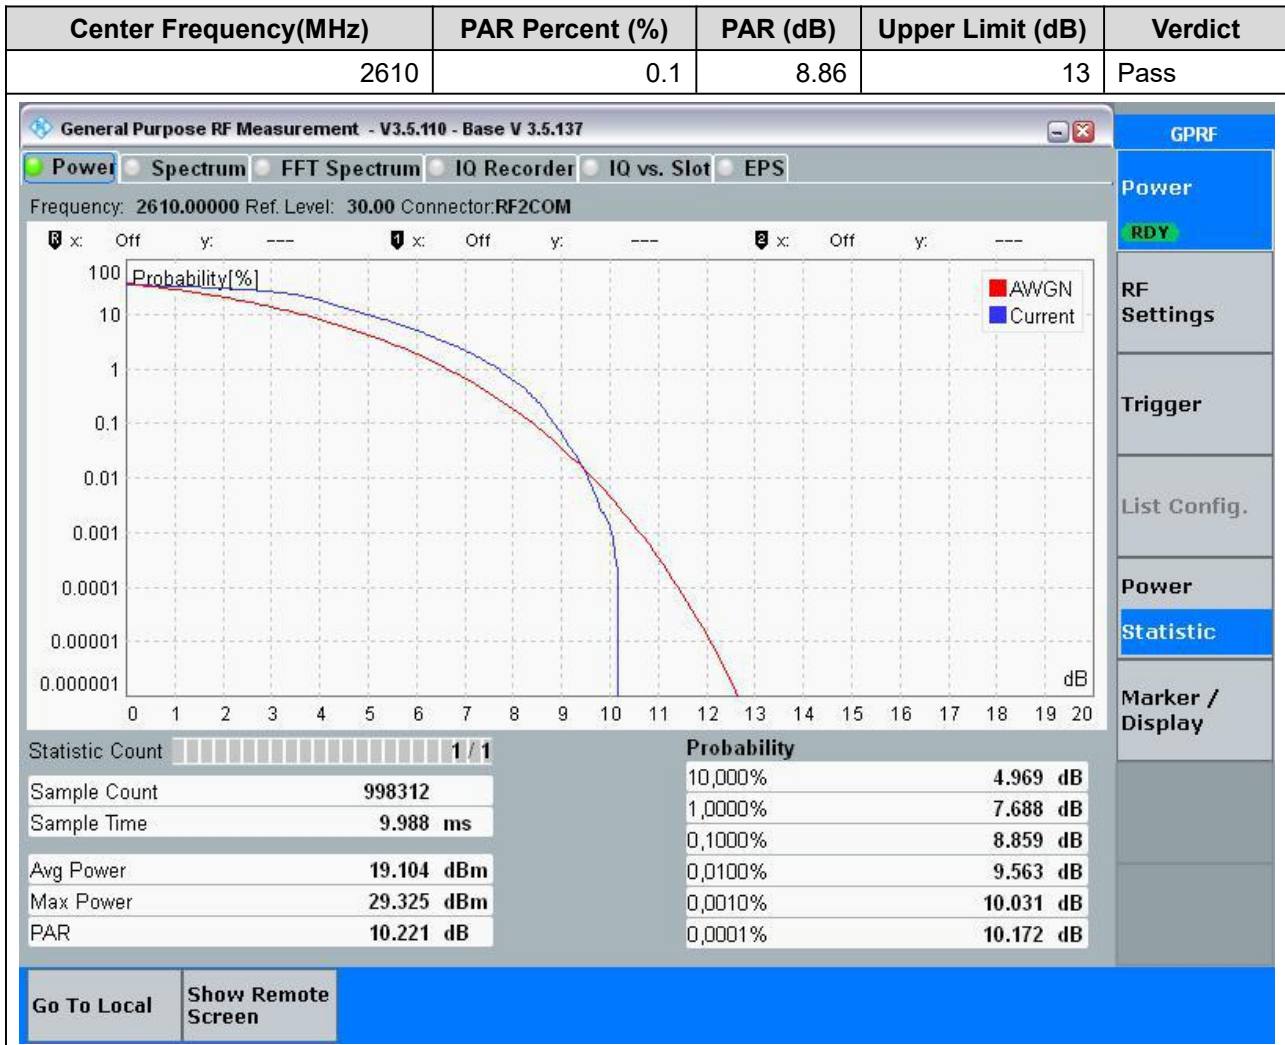 Center Frequency(MHz) PAR Percent (%) PAR (dB) Upper Limit (dB) Verdict
2610 0.1 8.86 13 Pass
General Purpose RF Measurement - V3.5.110 - Base V 3.5.137
GPRF
Power Spectrum FFT Spectrum IQ Recorder IQ vs. Slot EPS
Power
RDY
Frequency: 2610.00000 Ref. Level: 30.00 Connector:RF2COM
R x: Off y: --- 1 x: Off y: --- 2 x: Off y: ---
Probability[%]
AWGN
Current
100
10
1
0.1
0.01
0.001
0.0001
0.00001
0.000001
dB
0 1 2 3 4 5 6 7 8 9 10 11 12 13 14 15 16 17 18 19 20
RF
Settings
Trigger
List Config.
Power
Statistic
Marker /
Display
Statistic Count 1 / 1
Sample Count 998312
Sample Time 9.988 ms
Avg Power 19.104 dBm
Max Power 29.325 dBm
PAR 10.221 dB
Probability
10,000% 4.969 dB
1,0000% 7.688 dB
0,1000% 8.859 dB
0,0100% 9.563 dB
0,0010% 10.031 dB
0,0001% 10.172 dB
Go To Local
Show Remote
Screen